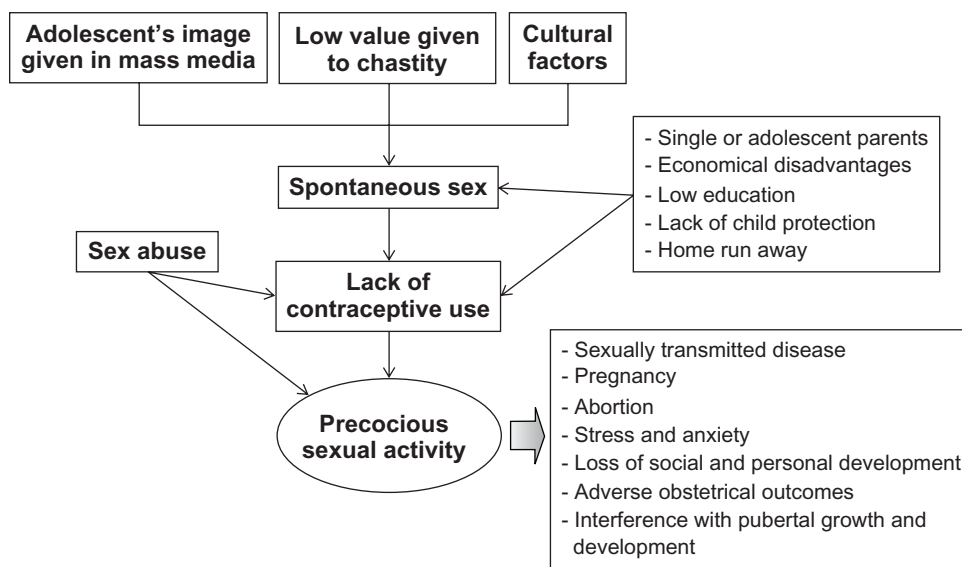 Adolescent's image
given in mass media
Low value given
to chastity
Cultural
factors
- Single or adolescent parents
- Economical disadvantages
- Low education
- Lack of child protection
- Home run away
Spontaneous sex
Sex abuse
Lack of
contraceptive use
- Sexually transmitted disease
- Pregnancy
- Abortion
- Stress and anxiety
- Loss of social and personal development
- Adverse obstetrical outcomes
- Interference with pubertal growth and
development
Precocious
sexual activity